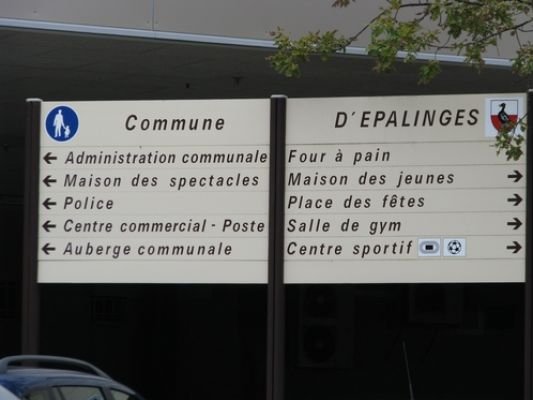 Commune
Administration communale
Maison des spectacles
Police
Centre commercial - Poste
Auberge communale
D'EPALINGES
Four à pain
Maison des jeunes
Place des fêtes
Salle de gym
Centre sportif